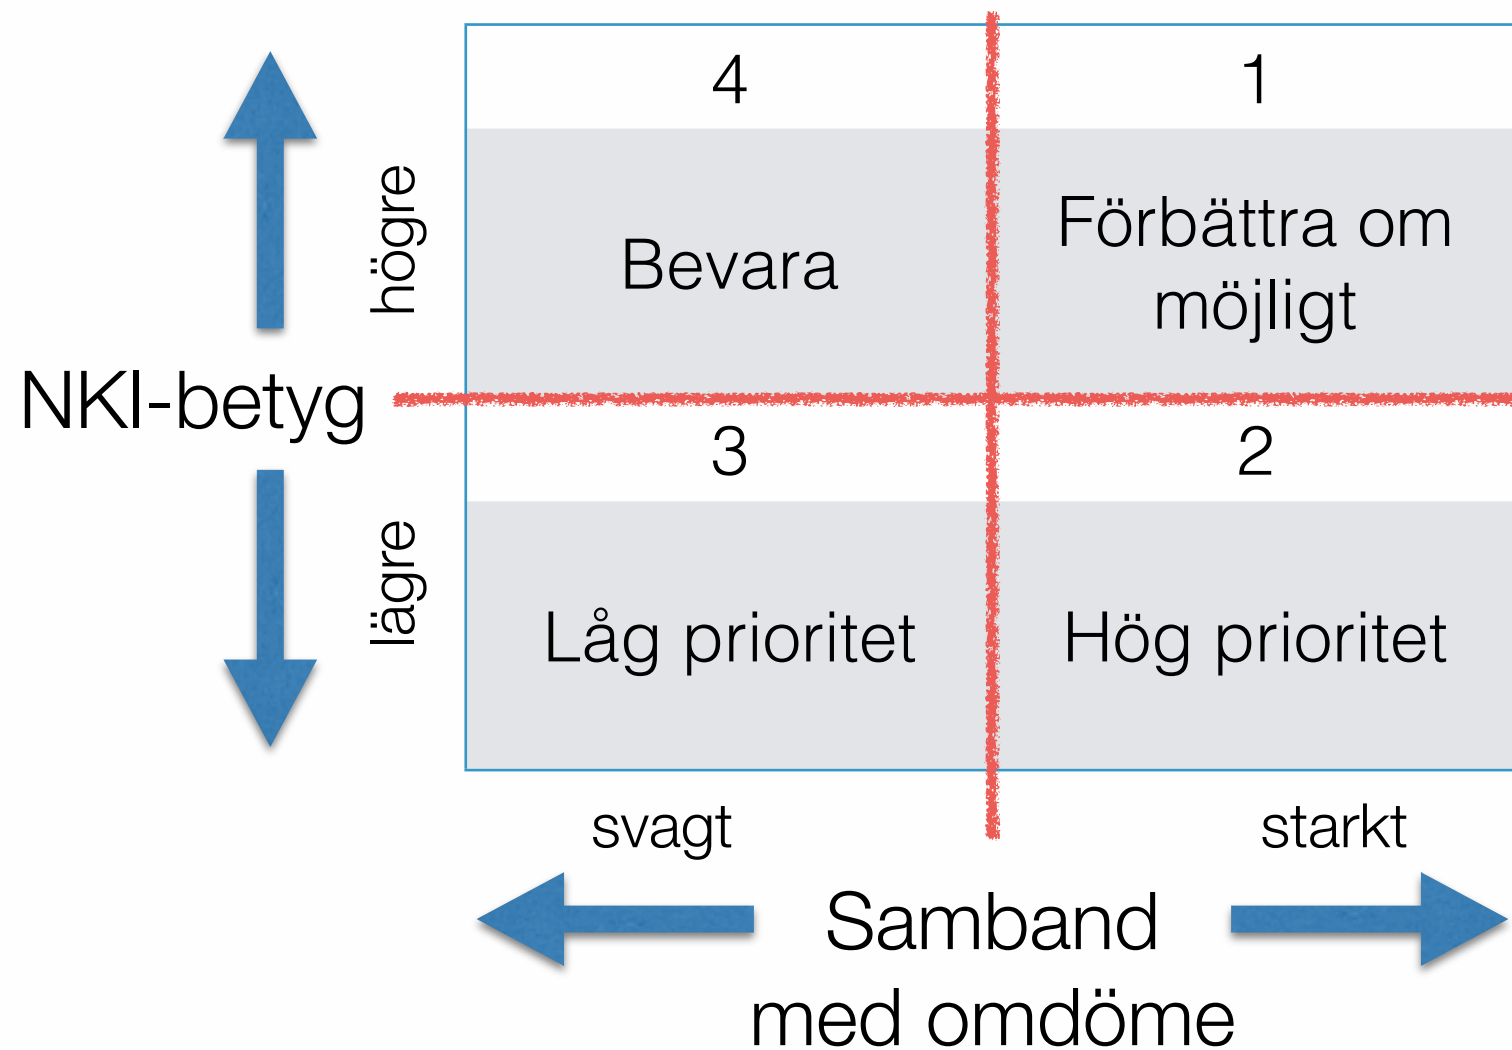 4
1
högre
Bevara
Förbättra om
möjligt
NKI-betyg
3
2
lägre
Låg prioritet
Hög prioritet
svagt
starkt
Samband
med omdöme